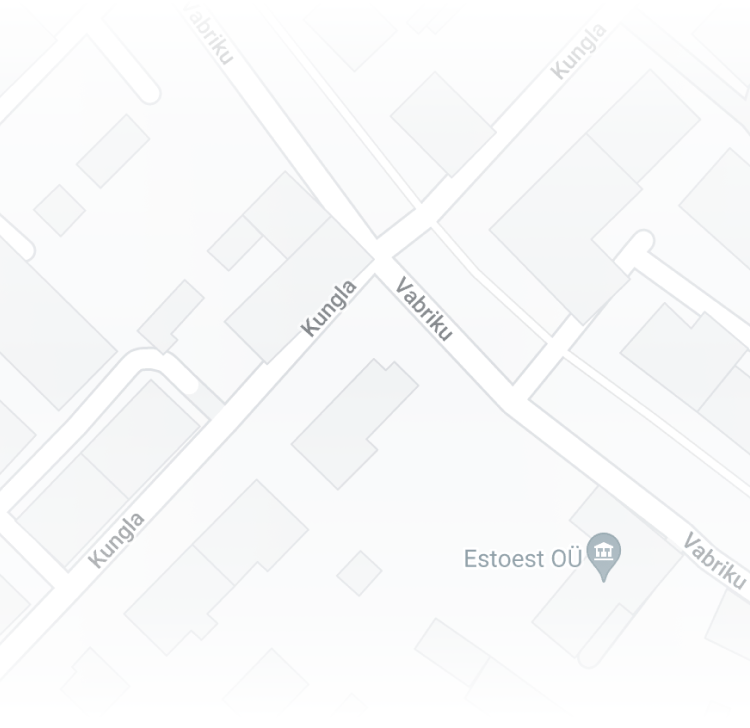 Vabriku
Kungla
Kungla
Vabriku
Kungla
Estoest OÜ
Vabriku